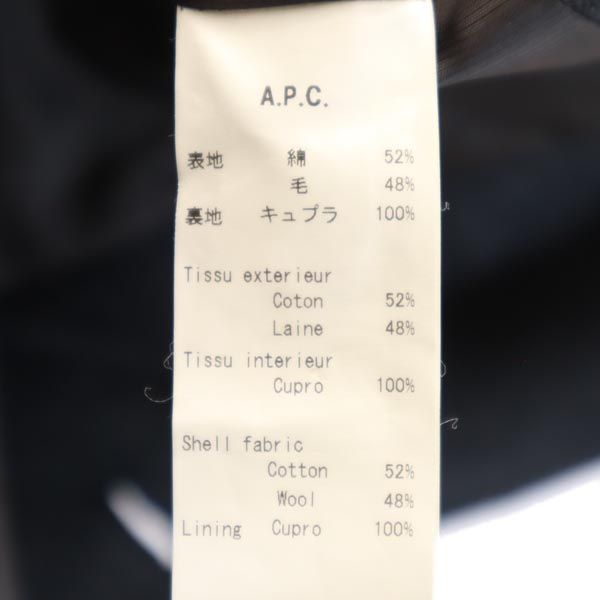 A.P.C.
表地 綿 52%
毛 48%
裏地 キュプラ 100%
Tissu exterieur
Coton 52%
Laine 48%
Tissu interieur
Cupro 100%
Shell fabric
Cotton 52%
Wool 48%
Lining Cupro 100%